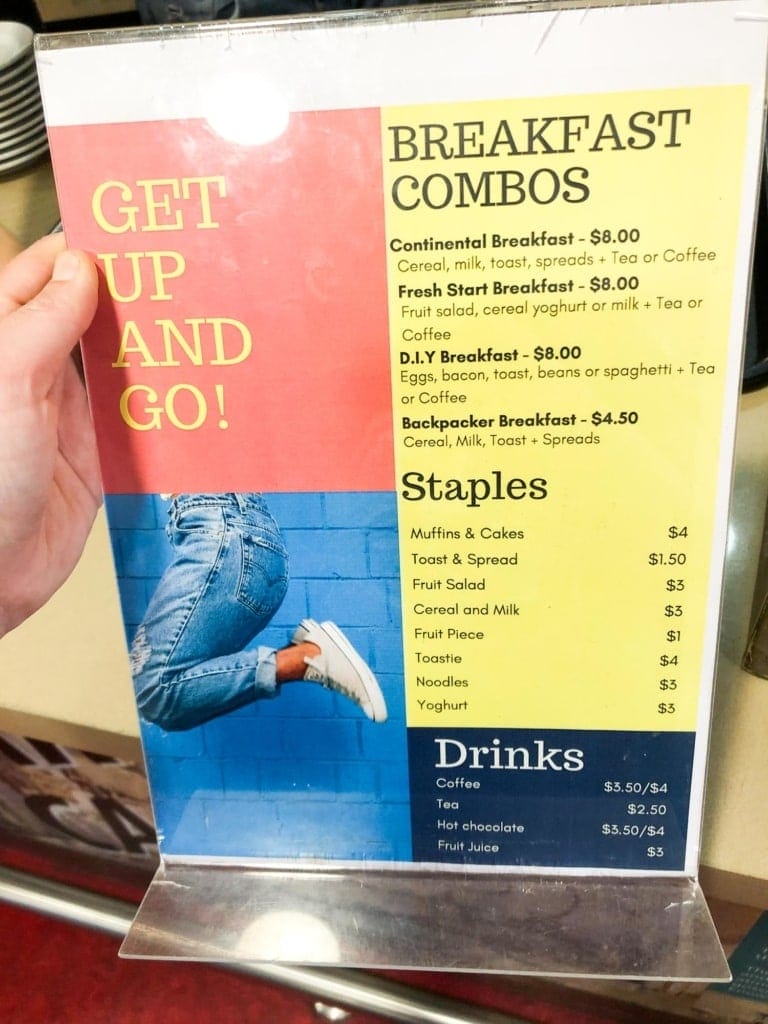 GET
UP
AND
GO!
BREAKFAST
COMBOS
Continental Breakfast - $8.00
Cereal, milk, toast, spreads + Tea or Coffee
Fresh Start Breakfast - $8.00
Fruit salad, cereal yoghurt or milk + Tea or
Coffee
D.I.Y Breakfast - $8.00
Eggs, bacon, toast, beans or spaghetti + Tea
or Coffee
Backpacker Breakfast - $4.50
Cereal, Milk, Toast + Spreads
Staples
Muffins & Cakes $4
Toast & Spread $1.50
Fruit Salad $3
Cereal and Milk $3
Fruit Piece $1
Toastie $4
Noodles $3
Yoghurt $3
Drinks
Coffee $3.50/$4
Tea $2.50
Hot chocolate $3.50/$4
Fruit Juice $3